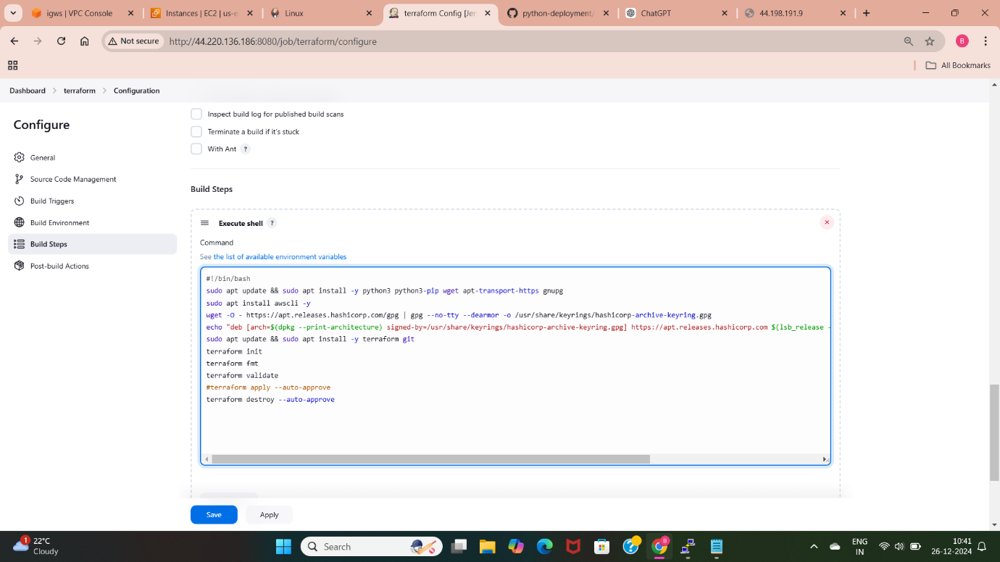 igws | VPC Console
Instances | EC2 | us-e
Linux
terraform Config [Jen
python-deployment/
ChatGPT
44.198.191.9
Not secure
http://44.220.136.186:8080/job/terraform/configure
B
All Bookmarks
Dashboard
terraform
Configuration
Configure
General
Source Code Management
Build Triggers
Build Environment
Build Steps
Post-build Actions
Inspect build log for published build scans
Terminate a build if it's stuck
With Ant ?
Build Steps
Execute shell ?
Command
See the list of available environment variables
#!/bin/bash
sudo apt update && sudo apt install -y python3 python3-pip wget apt-transport-https gnupg
sudo apt install awscli -y
wget -O - https://apt.releases.hashicorp.com/gpg | gpg --no-tty --dearmor -o /usr/share/keyrings/hashicorp-archive-keyring.gpg
echo "deb [arch=$(dpkg --print-architecture) signed-by=/usr/share/keyrings/hashicorp-archive-keyring.gpg] https://apt.releases.hashicorp.com $(lsb_release -
sudo apt update && sudo apt install -y terraform git
terraform init
terraform fmt
terraform validate
#terraform apply --auto-approve
terraform destroy --auto-approve
Save
Apply
1
22°C
Cloudy
Search
B
ENG
IN
10:41
26-12-2024